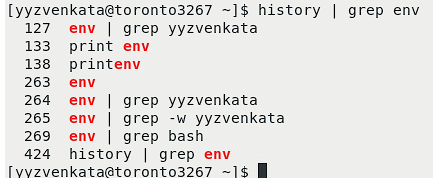 [yyzvenkata@toronto3267 ~]$ history | grep env
127 env | grep yyzvenkata
133 print env
138 printenv
263 env
264 env | grep yyzvenkata
265 env | grep -w yyzvenkata
269 env | grep bash
424 history | grep env
[yyzvenkata@toronto3267 ~]$